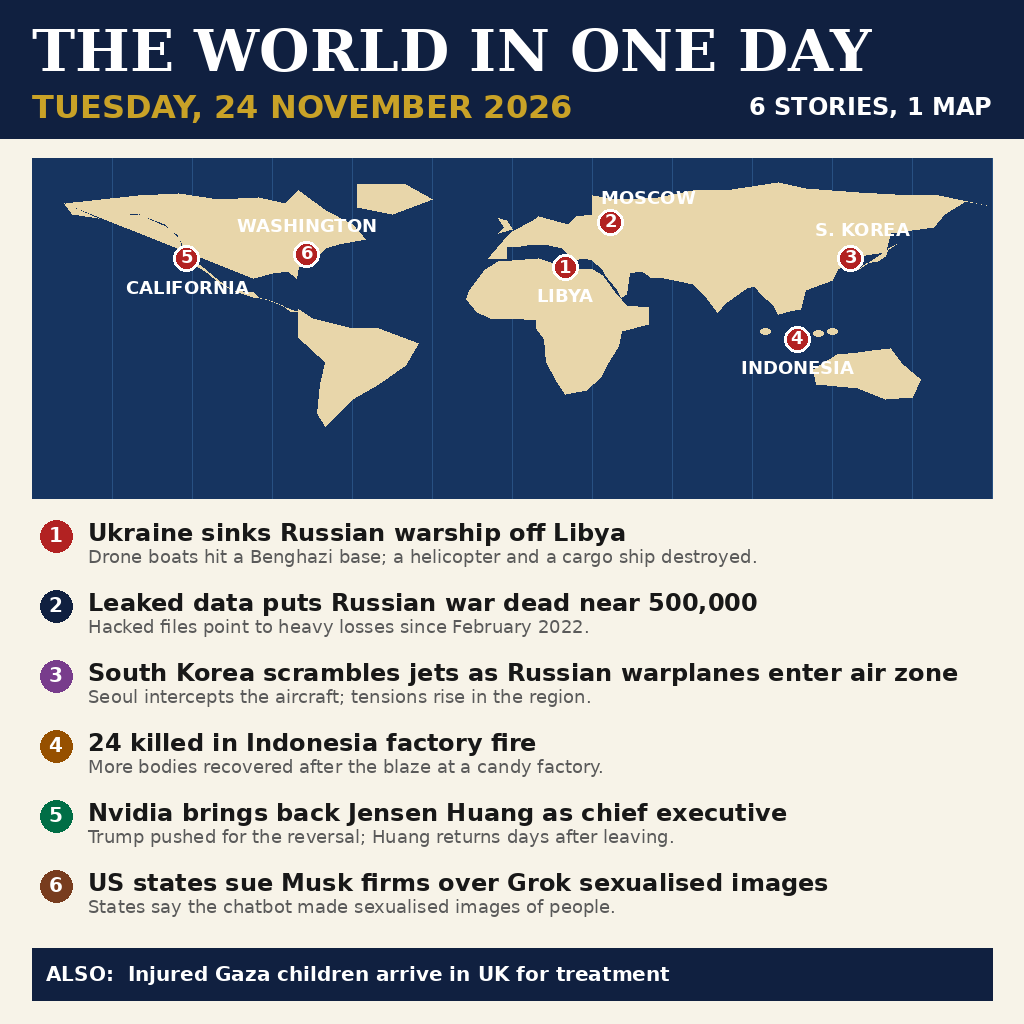 THE WORLD IN ONE DAY
TUESDAY, 24 NOVEMBER 2026
6 STORIES, 1 MAP
MOSCOW
2
WASHINGTON
6
S. KOREA
3
5
CALIFORNIA
1
LIBYA
4
INDONESIA
1 Ukraine sinks Russian warship off Libya
Drone boats hit a Benghazi base; a helicopter and a cargo ship destroyed.
2 Leaked data puts Russian war dead near 500,000
Hacked files point to heavy losses since February 2022.
3 South Korea scrambles jets as Russian warplanes enter air zone
Seoul intercepts the aircraft; tensions rise in the region.
4 24 killed in Indonesia factory fire
More bodies recovered after the blaze at a candy factory.
5 Nvidia brings back Jensen Huang as chief executive
Trump pushed for the reversal; Huang returns days after leaving.
6 US states sue Musk firms over Grok sexualised images
States say the chatbot made sexualised images of people.
ALSO: Injured Gaza children arrive in UK for treatment